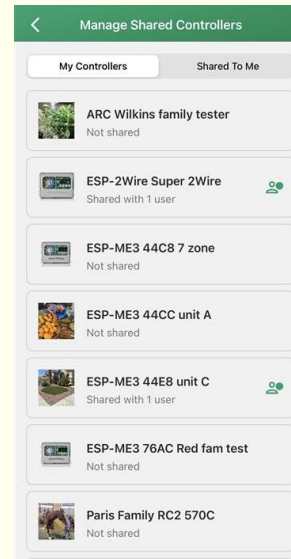 Manage Shared Controllers
My Controllers
Shared To Me
ARC Wilkins family tester
Not shared
ESP-2Wire Super 2Wire
Shared with 1 user
ESP-ME3 44C8 7 zone
Not shared
ESP-ME3 44CC unit A
Not shared
ESP-ME3 44E8 unit C
Shared with 1 user
ESP-ME3 76AC Red fam test
Not shared
Paris Family RC2 570C
Not shared